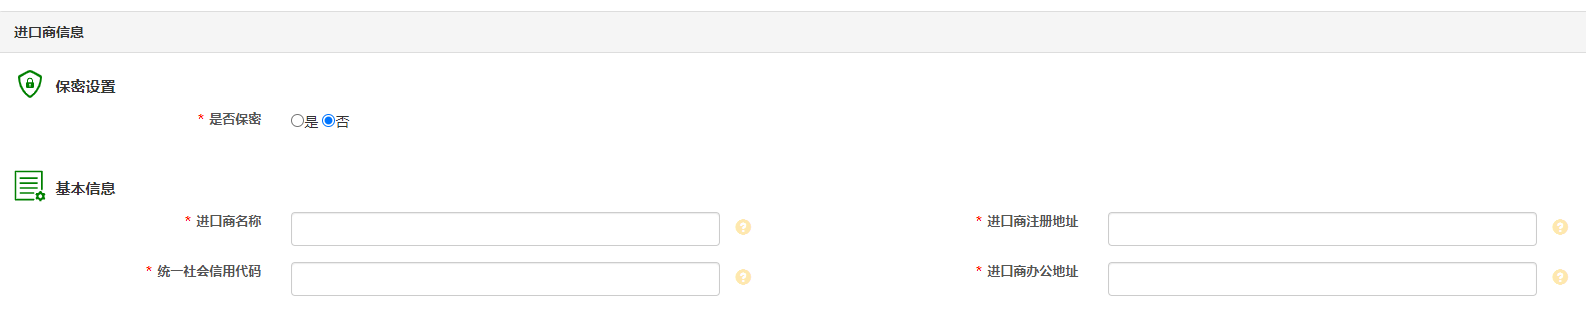 进口商信息
保密设置
* 是否保密 是 否
基本信息
* 进口商名称 ? * 进口商注册地址 ?
* 统一社会信用代码 ? * 进口商办公地址 ?